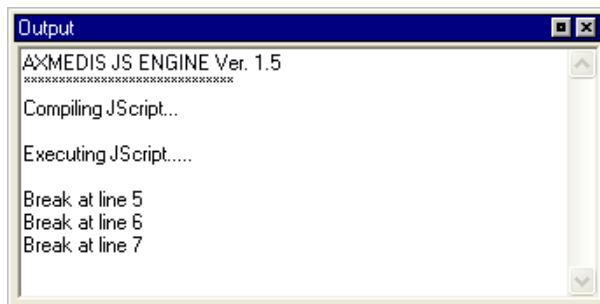 Output
AXMEDIS JS ENGINE Ver. 1.5
******************************
Compiling JScript...
Executing JScript.....
Break at line 5
Break at line 6
Break at line 7